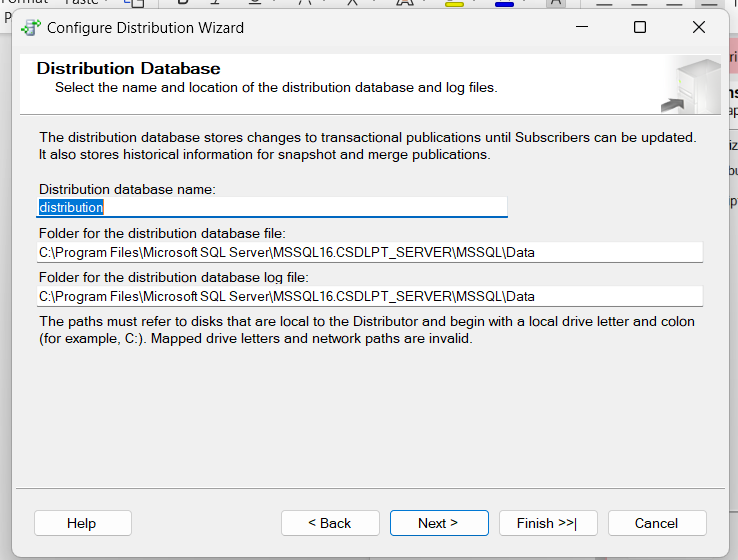 Configure Distribution Wizard
Distribution Database
Select the name and location of the distribution database and log files.
The distribution database stores changes to transactional publications until Subscribers can be updated.
It also stores historical information for snapshot and merge publications.
Distribution database name:
distribution
Folder for the distribution database file:
C:\Program Files\Microsoft SQL Server\MSSQL16.CSDLPT_SERVER\MSSQL\Data
Folder for the distribution database log file:
C:\Program Files\Microsoft SQL Server\MSSQL16.CSDLPT_SERVER\MSSQL\Data
The paths must refer to disks that are local to the Distributor and begin with a local drive letter and colon
(for example, C:). Mapped drive letters and network paths are invalid.
Help
< Back
Next >
Finish >>|
Cancel